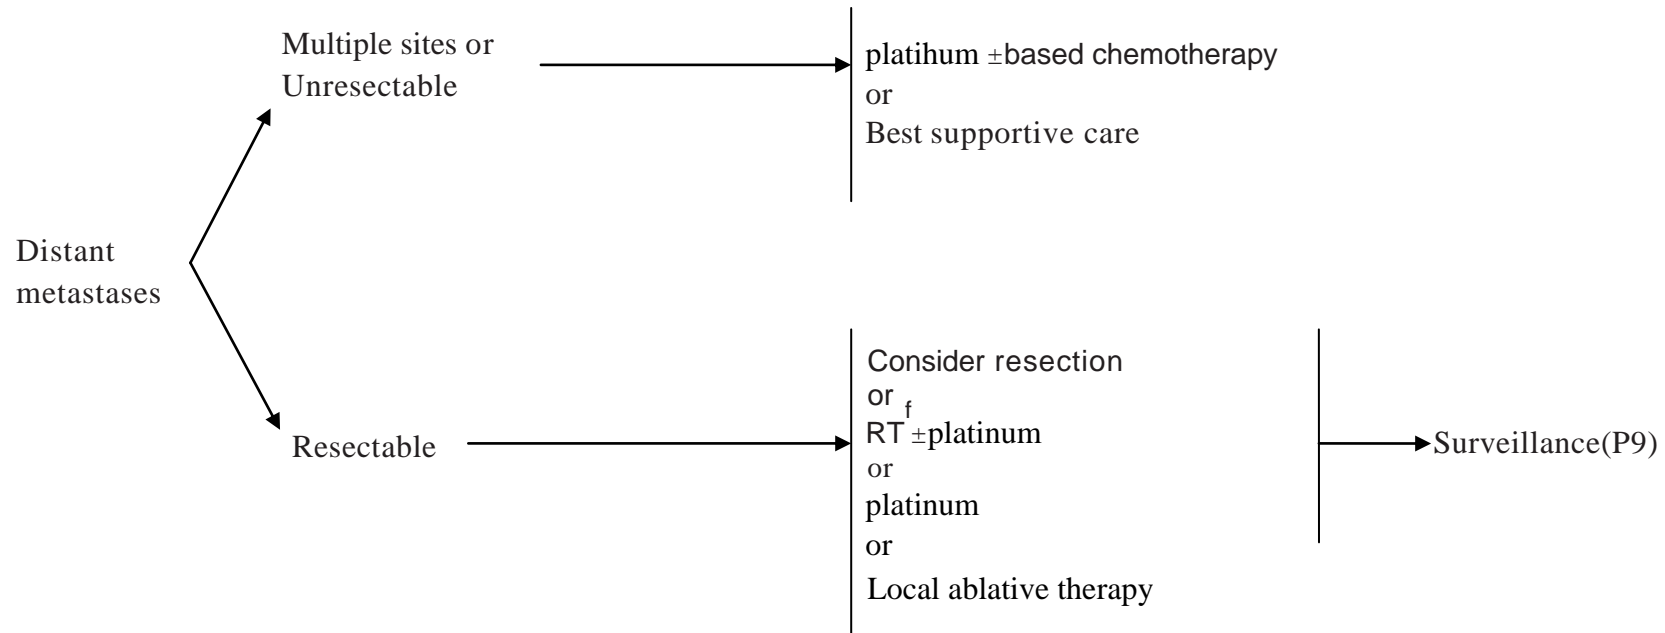 Multiple sites or
Unresectable
platihum ±based chemotherapy
or
Best supportive care
Distant
metastases
Resectable
Consider resection
or
RT f ±platinum
or
platinum
or
Local ablative therapy
Surveillance(P9)